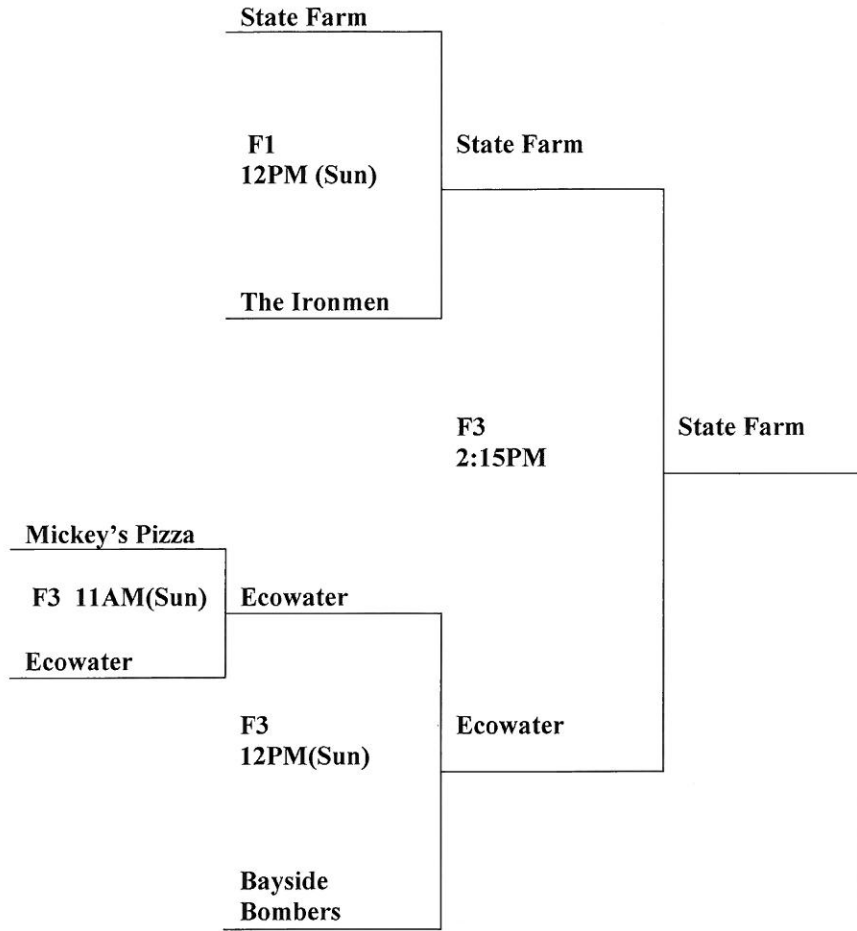 State Farm
F1
12PM (Sun)
State Farm
The Ironmen
F3
2:15PM
State Farm
Mickey's Pizza
F3 11AM(Sun)
Ecowater
Ecowater
F3
12PM(Sun)
Ecowater
Bayside
Bombers